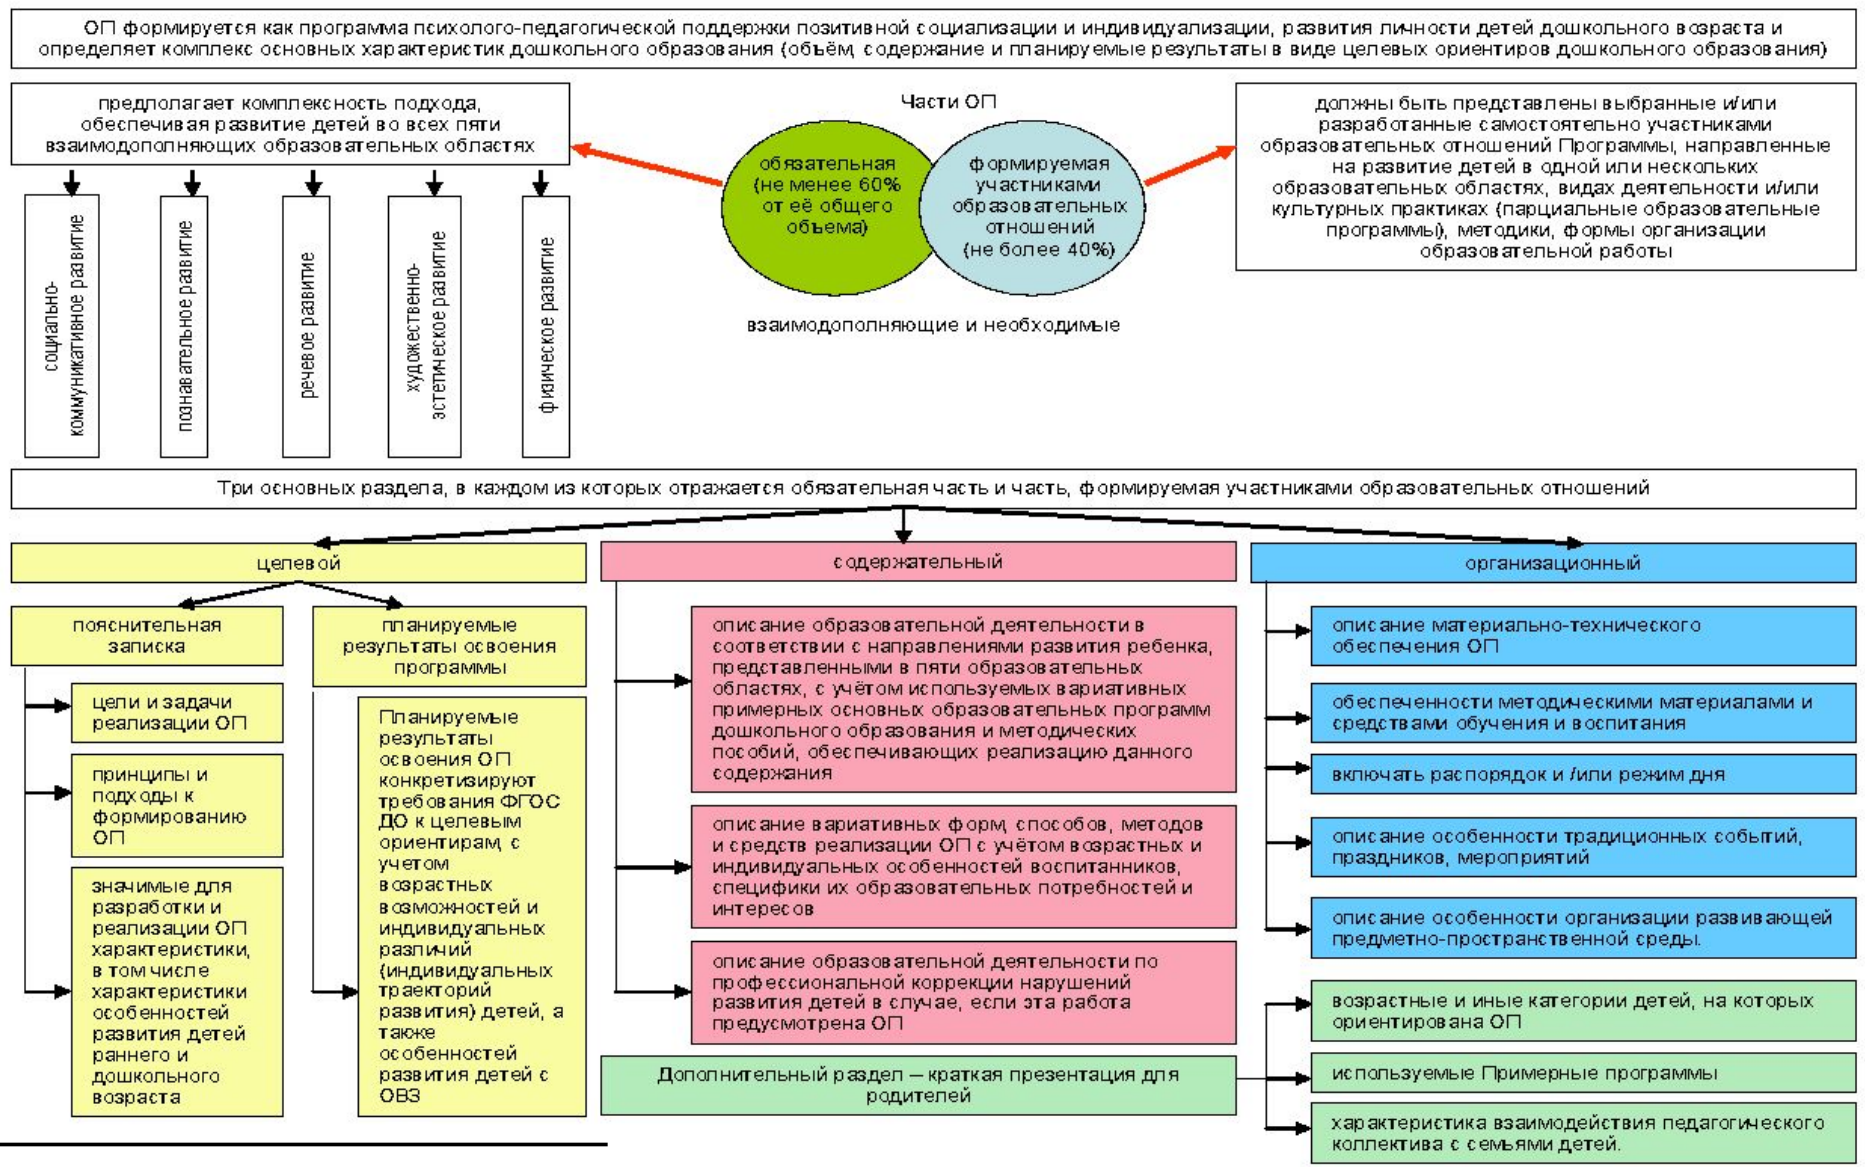 ОП формируется как программа психолого-педагогической поддержки позитивной социализации и индивидуализации, развития личности детей дошкольного возраста и
определяет комплекс основных характеристик дошкольного образования (объём, содержание и планируемые результаты в виде целевых ориентиров дошкольного образования)
предполагает комплексность подхода,
обеспечивая развитие детей во всех пяти
взаимодополняющих образовательных областях
социально-
коммуникативное развитие
познавательное развитие
речевое развитие
художественно-
эстетическое развитие
физическое развитие
Части ОП
обязательная
(не менее 60%
от её общего
объема)
формируемая
участниками
образовательных
отношений
(не более 40%)
взаимодополняющие и необходимые
должны быть представлены выбранные и/или
разработанные самостоятельно участниками
образовательных отношений Программы, направленные
на развитие детей в одной или нескольких
образовательных областях, видах деятельности и/или
культурных практиках (парциальные образовательные
программы), методики, формы организации
образовательной работы
Три основных раздела, в каждом из которых отражается обязательная часть и часть, формируемая участниками образовательных отношений
целевой
пояснительная
записка
цели и задачи
реализации ОП
принципы и
подходы к
формированию
ОП
значимые для
разработки и
реализации ОП
характеристики,
в том числе
характеристики
особенностей
развития детей
раннего и
дошкольного
возраста
планируемые
результаты освоения
программы
Планируемые
результаты
освоения ОП
конкретизируют
требования ФГОС
ДО к целевым
ориентирам, с
учетом
возрастных
возможностей и
индивидуальных
различий
(индивидуальных
траекторий
развития) детей, а
также
особенностей
развития детей с
ОВЗ
содержательный
описание образовательной деятельности в
соответствии с направлениями развития ребенка,
представленными в пяти образовательных
областях, с учётом используемых вариативных
примерных основных образовательных программ
дошкольного образования и методических
пособий, обеспечивающих реализацию данного
содержания
описание вариативных форм, способов, методов
и средств реализации ОП с учётом возрастных и
индивидуальных особенностей воспитанников,
специфики их образовательных потребностей и
интересов
описание образовательной деятельности по
профессиональной коррекции нарушений
развития детей в случае, если эта работа
предусмотрена ОП
организационный
описание материально-технического
обеспечения ОП
обеспеченности методическими материалами и
средствами обучения и воспитания
включать распорядок и /или режим дня
описание особенности традиционных событий,
праздников, мероприятий
описание особенности организации развивающей
предметно-пространственной среды.
Дополнительный раздел – краткая презентация для
родителей
возрастные и иные категории детей, на которых
ориентирована ОП
используемые Примерные программы
характеристика взаимодействия педагогического
коллектива с семьями детей.